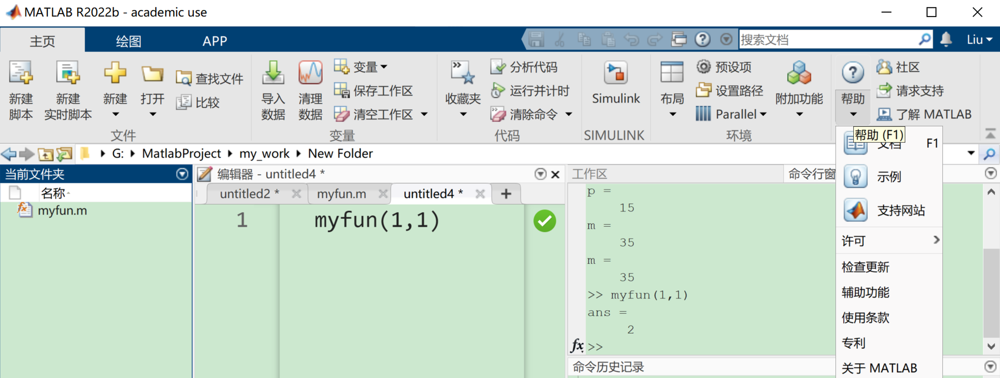 MATLAB R2022b - academic use
主页 绘图 APP 搜索文档 Liu
新建 脚本
新建 实时脚本
新建
打开
查找文件
比较
文件
导入 数据
清理 数据
变量
保存工作区
清空工作区
变量
收藏夹
分析代码
运行并计时
清除命令
代码
Simulink
SIMULINK
布局
预设项
设置路径
Parallel
附加功能
环境
帮助
社区
请求支持
了解 MATLAB
G: MatlabProject my_work New Folder
当前文件夹
名称
myfun.m
编辑器 - untitled4 *
untitled2 * myfun.m untitled4 * +
1 myfun(1,1)
工作区 命令行窗
p =
15
m =
35
m =
35
>> myfun(1,1)
ans =
2
fx >>
命令历史记录
帮助 (F1)
文档 F1
示例
支持网站
许可
检查更新
辅助功能
使用条款
专利
关于 MATLAB